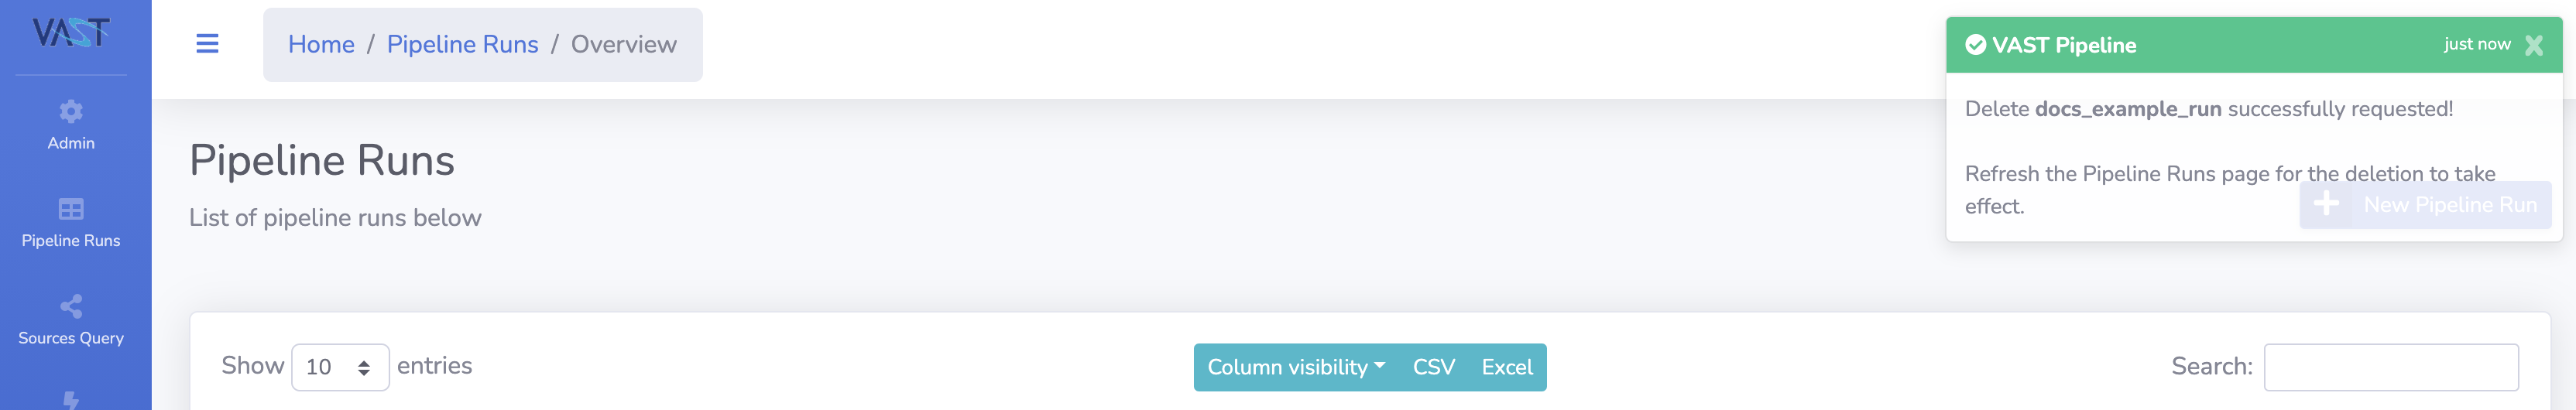 VAST
Admin
Pipeline Runs
Sources Query
Home / Pipeline Runs / Overview
Pipeline Runs
List of pipeline runs below
VAST Pipeline just now
Delete docs_example_run successfully requested!
Refresh the Pipeline Runs page for the deletion to take
effect.
New Pipeline Run
Show 10 entries
Column visibility CSV Excel
Search: